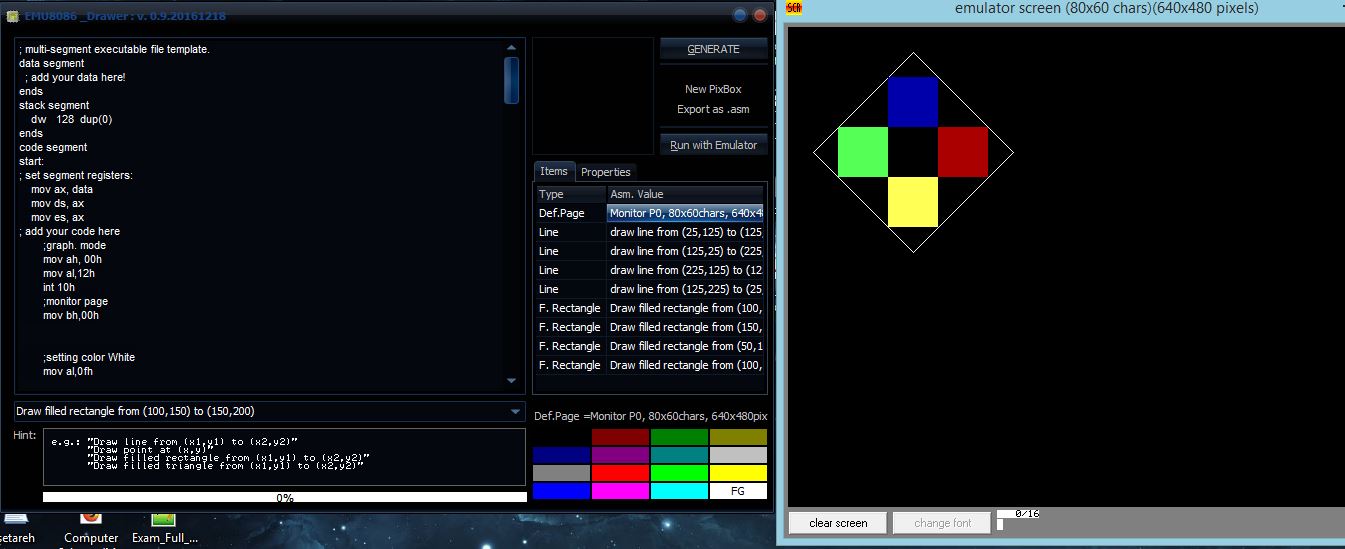 EMU8086 _Drawer : v. 0.9.20161218
; multi-segment executable file template.
data segment
; add your data here!
ends
stack segment
dw 128 dup(0)
ends
code segment
start:
; set segment registers:
mov ax, data
mov ds, ax
mov es, ax
; add your code here
;graph. mode
mov ah, 00h
mov al,12h
int 10h
;monitor page
mov bh,00h
;setting color White
mov al,0fh
Draw filled rectangle from (100,150) to (150,200)
Hint:
e.g.: "Draw line from (x1,y1) to (x2,y2)"
"Draw point at (x,y)"
"Draw filled rectangle from (x1,y1) to (x2,y2)"
"Draw filled triangle from (x1,y1) to (x2,y2)"
0%
GENERATE
New PixBox
Export as .asm
Run with Emulator
Items Properties
Type Asm. Value
Def.Page Monitor P0, 80x60chars, 640x48
Line draw line from (25,125) to (125,
Line draw line from (125,25) to (225,
Line draw line from (225,125) to (12
Line draw line from (125,225) to (25,
F. Rectangle Draw filled rectangle from (100,
F. Rectangle Draw filled rectangle from (150,
F. Rectangle Draw filled rectangle from (50,1
F. Rectangle Draw filled rectangle from (100,
Def.Page =Monitor P0, 80x60chars, 640x480pix
FG
SCR
emulator screen (80x60 chars)(640x480 pixels)
clear screen
change font
0/16
setareh
Computer
Exam_Full_...